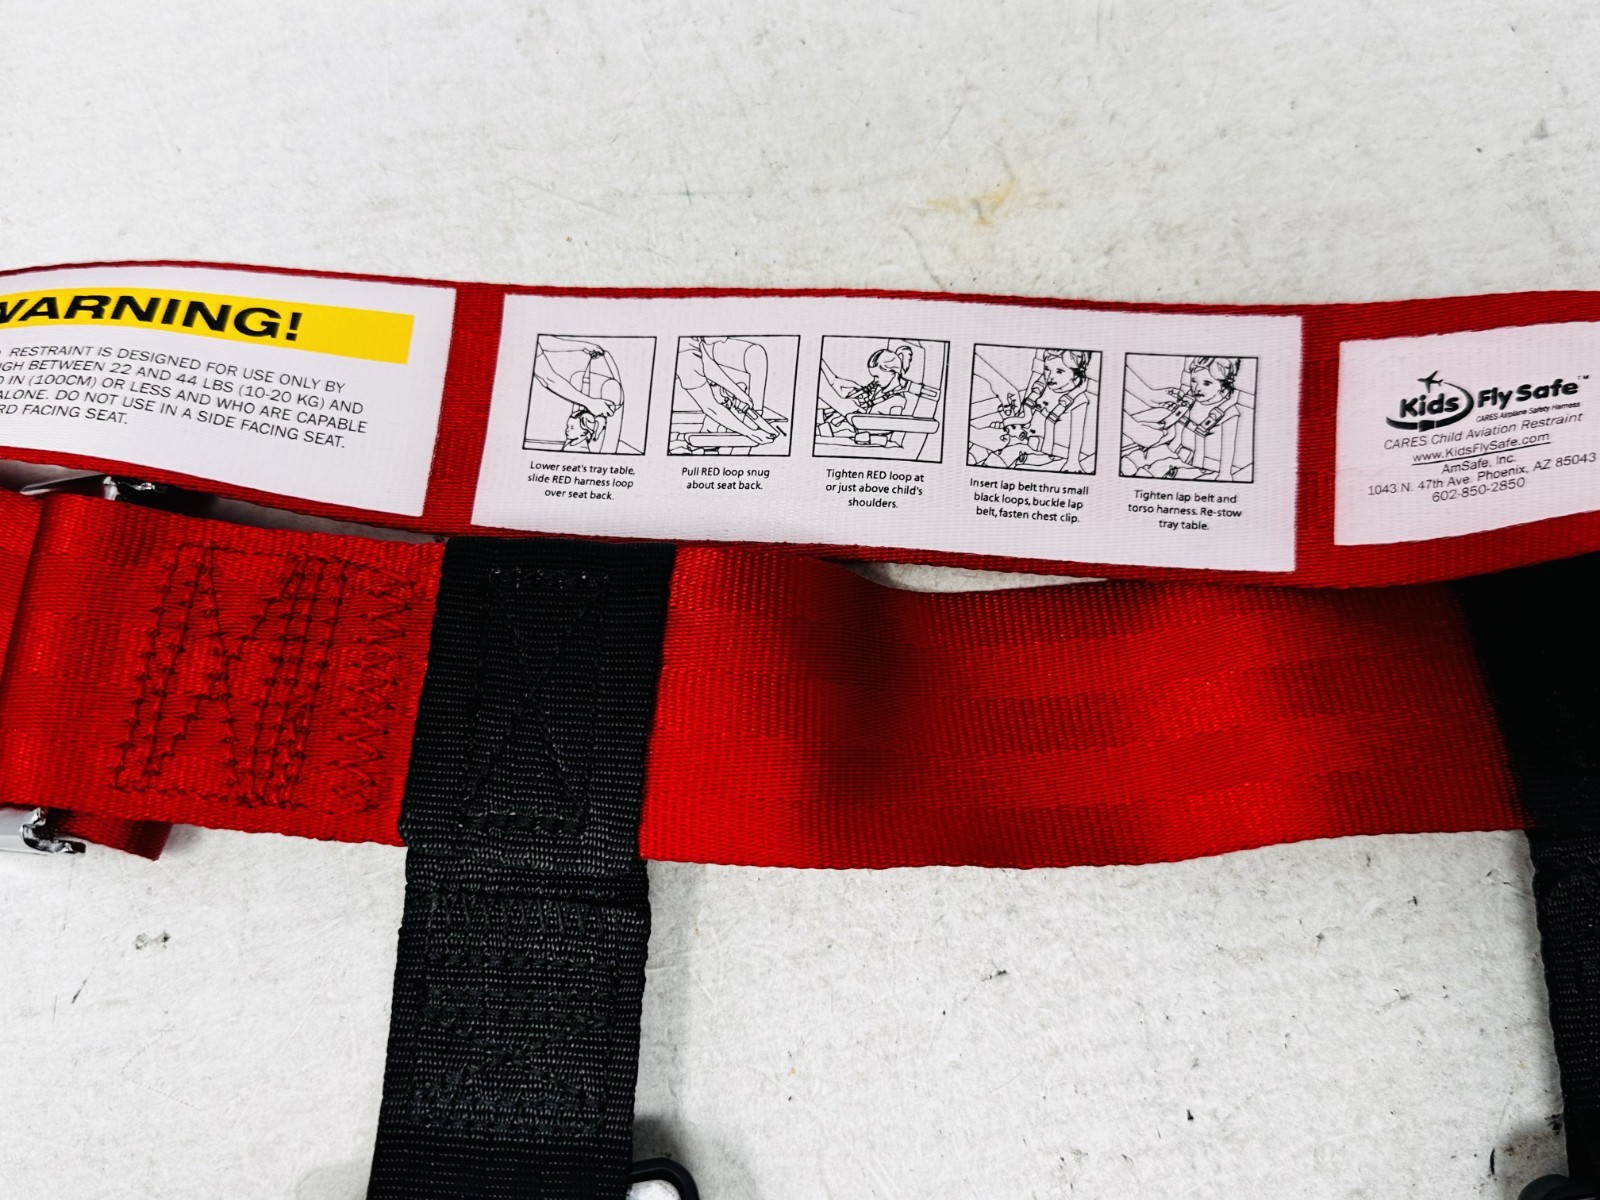 WARNING!
RESTRAINT IS DESIGNED FOR USE ONLY BY
BETWEEN 22 AND 44 LBS (10-20 KG) AND
IN (100CM) OR LESS AND WHO ARE CAPABLE
ALONE. DO NOT USE IN A SIDE FACING SEAT.
FACING SEAT.
Lower seat's tray table,
slide RED harness loop
over seat back.
Pull RED loop snug
about seat back.
Tighten RED loop at
or just above child's
shoulders.
Insert lap belt thru small
black loops, buckle lap
belt, fasten chest clip.
Tighten lap belt and
torso harness. Re-stow
tray table.
Kids Fly Safe™
CARES Airplane Safety Harness
CARES Child Aviation Restraint
www.KidsFlySafe.com
AmSafe, Inc.
1043 N. 47th Ave. Phoenix, AZ 85043
602-850-2850